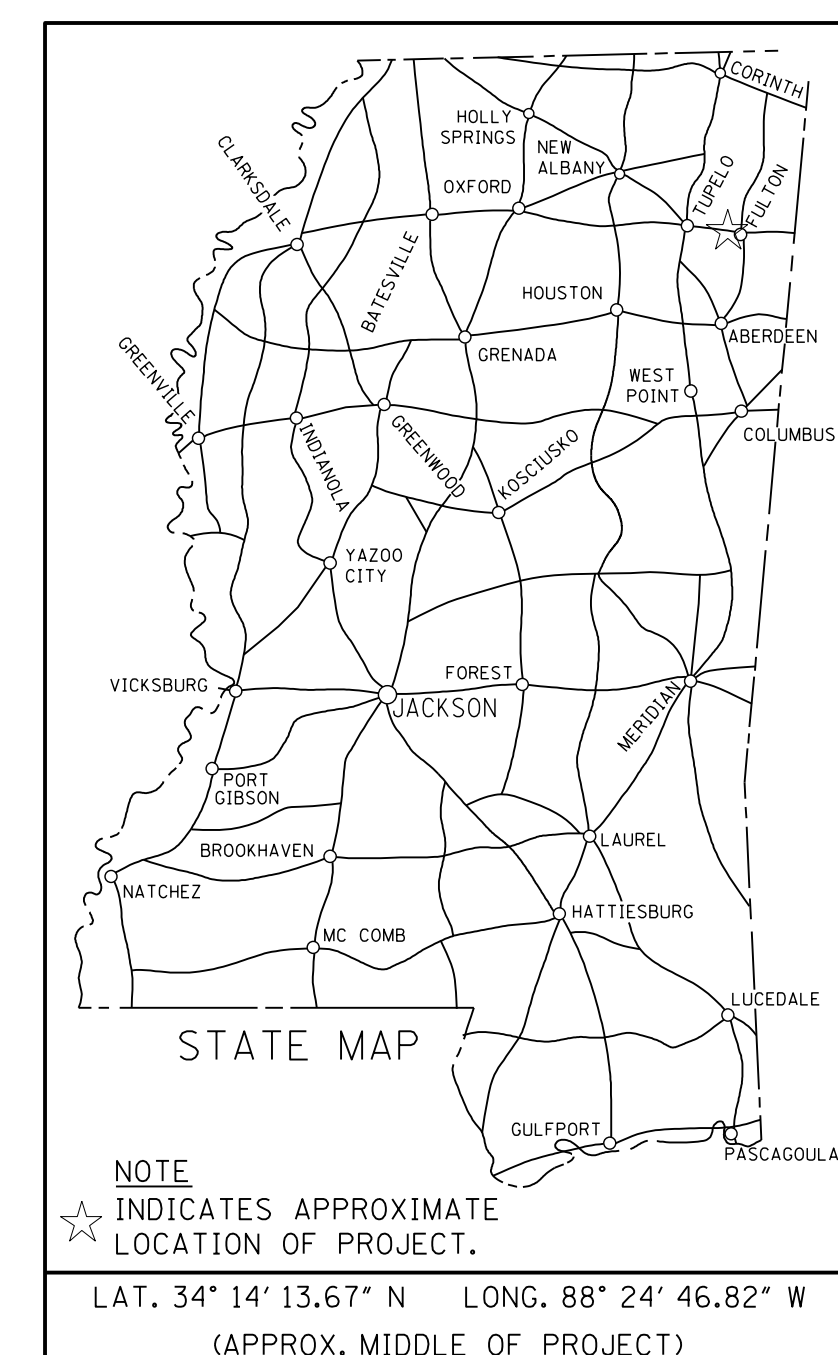 CORINTH
HOLLY
SPRINGS
NEW
ALBANY
CLARKSDALE
OXFORD
TUPELO
FULTON
BATESVILLE
HOUSTON
ABERDEEN
GREENVILLE
GRENADA
WEST
POINT
COLUMBUS
INDIANOLA
GREENWOOD
KOSCIUSKO
YAZOO
CITY
VICKSBURG
FOREST
JACKSON
MERIDIAN
PORT
GIBSON
BROOKHAVEN
LAUREL
NATCHEZ
HATTIESBURG
MC COMB
LUCEDALE
STATE MAP
GULFPORT
PASCAGOULA
NOTE
INDICATES APPROXIMATE
LOCATION OF PROJECT.
LAT. 34° 14' 13.67" N LONG. 88° 24' 46.82" W
(APPROX. MIDDLE OF PROJECT)